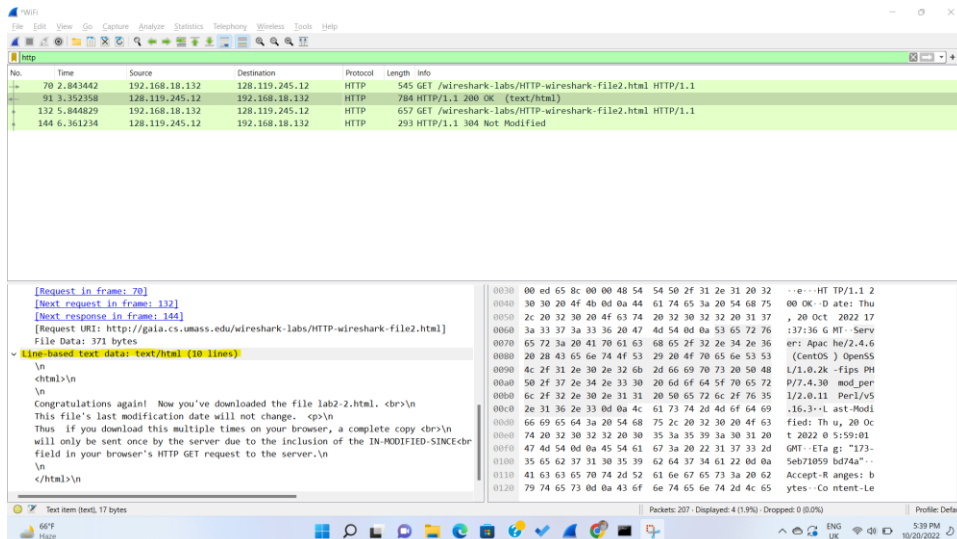 *WiFi
File Edit View Go Capture Analyze Statistics Telephony Wireless Tools Help
http
No. Time Source Destination Protocol Length Info
70 2.843442 192.168.18.132 128.119.245.12 HTTP 545 GET /wireshark-labs/HTTP-wireshark-file2.html HTTP/1.1
91 3.352358 128.119.245.12 192.168.18.132 HTTP 784 HTTP/1.1 200 OK (text/html)
132 5.844829 192.168.18.132 128.119.245.12 HTTP 657 GET /wireshark-labs/HTTP-wireshark-file2.html HTTP/1.1
144 6.361234 128.119.245.12 192.168.18.132 HTTP 293 HTTP/1.1 304 Not Modified
[Request in frame: 70]
[Next request in frame: 132]
[Next response in frame: 144]
[Request URI: http://gaia.cs.umass.edu/wireshark-labs/HTTP-wireshark-file2.html]
File Data: 371 bytes
Line-based text data: text/html (10 lines)
\n
<html>\n
\n
Congratulations again! Now you've downloaded the file lab2-2.html. <br>\n
This file's last modification date will not change. <p>\n
Thus if you download this multiple times on your browser, a complete copy <br>\n
will only be sent once by the server due to the inclusion of the IN-MODIFIED-SINCE<br
field in your browser's HTTP GET request to the server.\n
\n
</html>\n
0030 00 ed 65 8c 00 00 48 54 54 50 2f 31 2e 31 20 32 ··e···HT TP/1.1 2
0040 30 30 20 4f 4b 0d 0a 44 61 74 65 3a 20 54 68 75 00 OK··D ate: Thu
0050 2c 20 32 30 20 4f 63 74 20 32 30 32 32 20 31 37 , 20 Oct 2022 17
0060 3a 33 37 3a 33 36 20 47 4d 54 0d 0a 53 65 72 76 :37:36 G MT··Serv
0070 65 72 3a 20 41 70 61 63 68 65 2f 32 2e 34 2e 36 er: Apac he/2.4.6
0080 20 28 43 65 6e 74 4f 53 29 20 4f 70 65 6e 53 53 (CentOS ) OpenSS
0090 4c 2f 31 2e 30 2e 32 6b 2d 66 69 70 73 20 50 48 L/1.0.2k -fips PH
00a0 50 2f 37 2e 34 2e 33 30 20 6d 6f 64 5f 70 65 72 P/7.4.30 mod_per
00b0 6c 2f 32 2e 30 2e 31 31 20 50 65 72 6c 2f 76 35 l/2.0.11 Perl/v5
00c0 2e 31 36 2e 33 0d 0a 4c 61 73 74 2d 4d 6f 64 69 .16.3··L ast-Modi
00d0 66 69 65 64 3a 20 54 68 75 2c 20 32 30 20 4f 63 fied: Th u, 20 Oc
00e0 74 20 32 30 32 32 20 30 35 3a 35 39 3a 30 31 20 t 2022 0 5:59:01
00f0 47 4d 54 0d 0a 45 54 61 67 3a 20 22 31 37 33 2d GMT··ETa g: "173-
0100 35 65 62 37 31 30 35 39 62 64 37 34 61 22 0d 0a 5eb71059 bd74a"··
0110 41 63 63 65 70 74 2d 52 61 6e 67 65 73 3a 20 62 Accept-R anges: b
0120 79 74 65 73 0d 0a 43 6f 6e 74 65 6e 74 2d 4c 65 ytes··Co ntent-Le
Text item (text), 17 bytes
Packets: 207 · Displayed: 4 (1.9%) · Dropped: 0 (0.0%)
Profile: Defa
66°F
Haze
ENG
UK
5:39 PM
10/20/2022